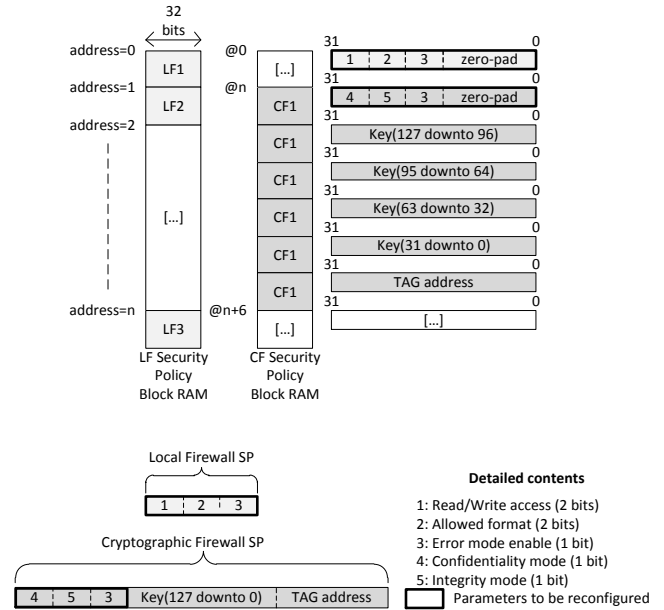 32
bits
address=0
@0
31 0
LF1
[...]
1 2 3 zero-pad
address=1
@n
31 0
LF2
CF1
4 5 3 zero-pad
address=2
31 0
CF1
Key(127 downto 96)
31 0
CF1
Key(95 downto 64)
31 0
[...]
CF1
Key(63 downto 32)
31 0
CF1
Key(31 downto 0)
31 0
CF1
TAG address
address=n
@n+6
31 0
LF3
[...]
[...]
LF Security
Policy
Block RAM
CF Security
Policy
Block RAM
Local Firewall SP
1 2 3
Cryptographic Firewall SP
4 5 3 Key(127 downto 0) TAG address
Detailed contents
1: Read/Write access (2 bits)
2: Allowed format (2 bits)
3: Error mode enable (1 bit)
4: Confidentiality mode (1 bit)
5: Integrity mode (1 bit)
Parameters to be reconfigured